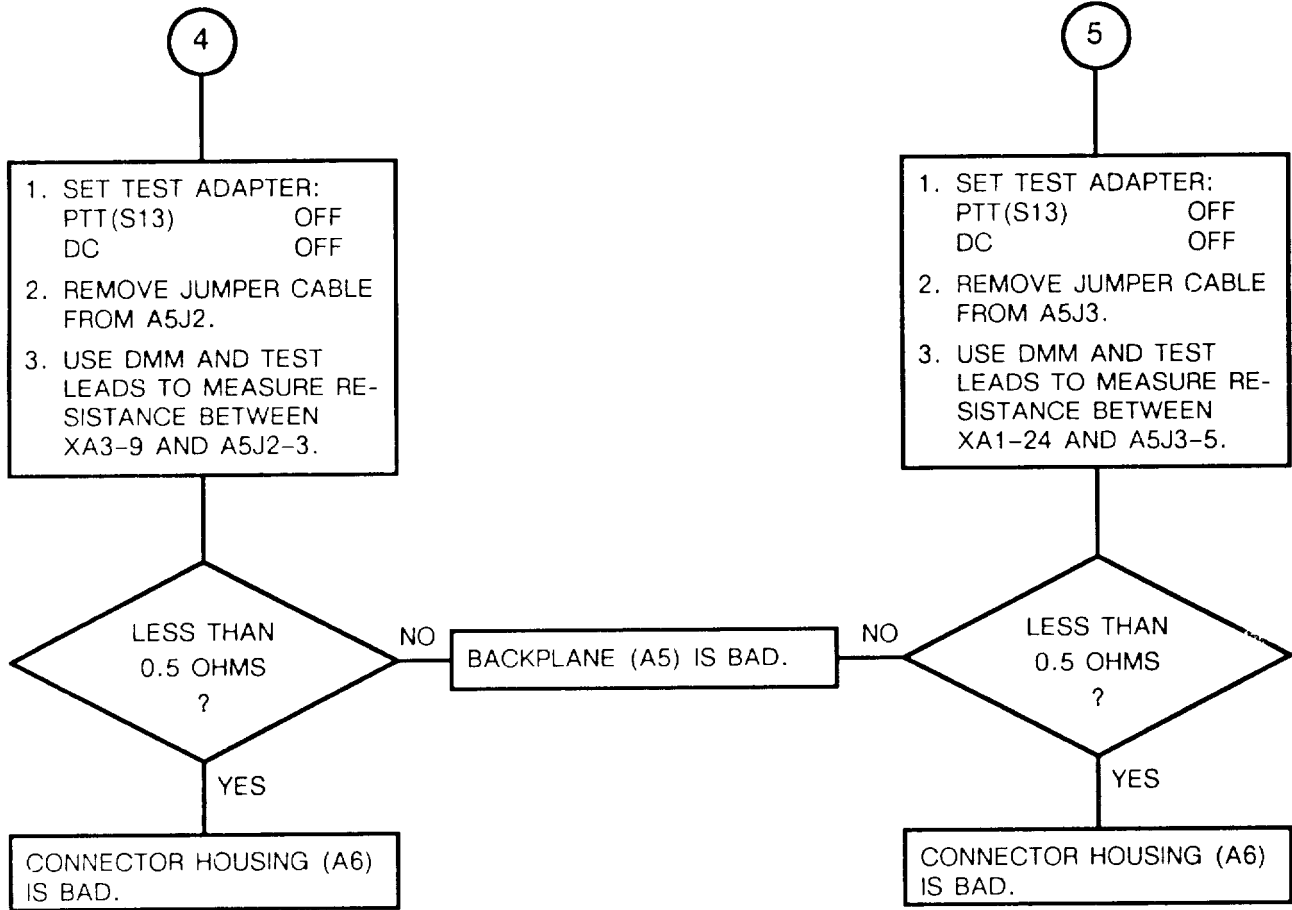 4
1. SET TEST ADAPTER:
PTT(S13) OFF
DC OFF
2. REMOVE JUMPER CABLE
FROM A5J2.
3. USE DMM AND TEST
LEADS TO MEASURE RE-
SISTANCE BETWEEN
XA3-9 AND A5J2-3.
LESS THAN
0.5 OHMS
?
NO
YES
CONNECTOR HOUSING (A6)
IS BAD.
BACKPLANE (A5) IS BAD.
5
1. SET TEST ADAPTER:
PTT(S13) OFF
DC OFF
2. REMOVE JUMPER CABLE
FROM A5J3.
3. USE DMM AND TEST
LEADS TO MEASURE RE-
SISTANCE BETWEEN
XA1-24 AND A5J3-5.
LESS THAN
0.5 OHMS
?
NO
YES
CONNECTOR HOUSING (A6)
IS BAD.